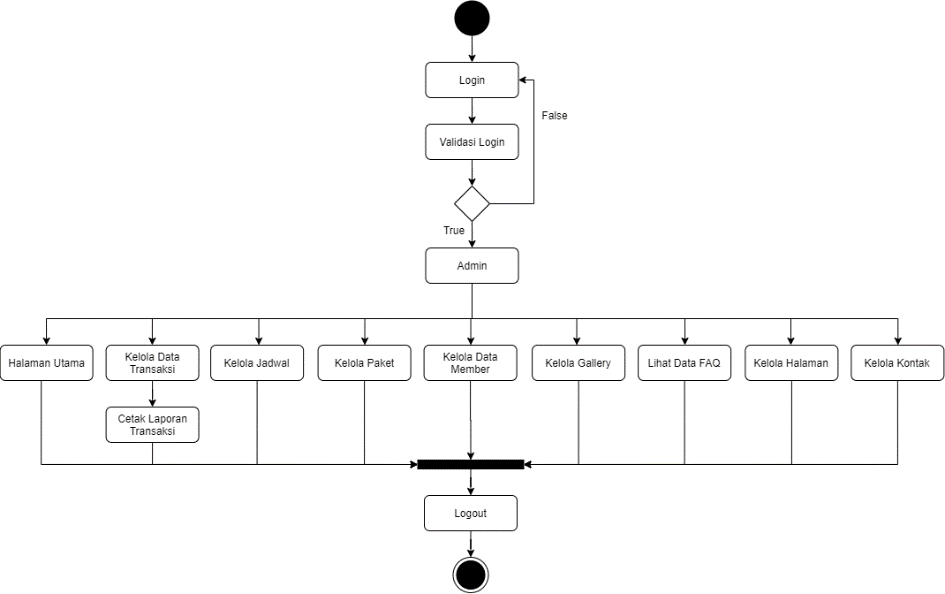 Login
False
Validasi Login
True
Admin
Halaman Utama
Kelola Data
Transaksi
Kelola Jadwal
Kelola Paket
Kelola Data
Member
Kelola Gallery
Lihat Data FAQ
Kelola Halaman
Kelola Kontak
Cetak Laporan
Transaksi
Logout